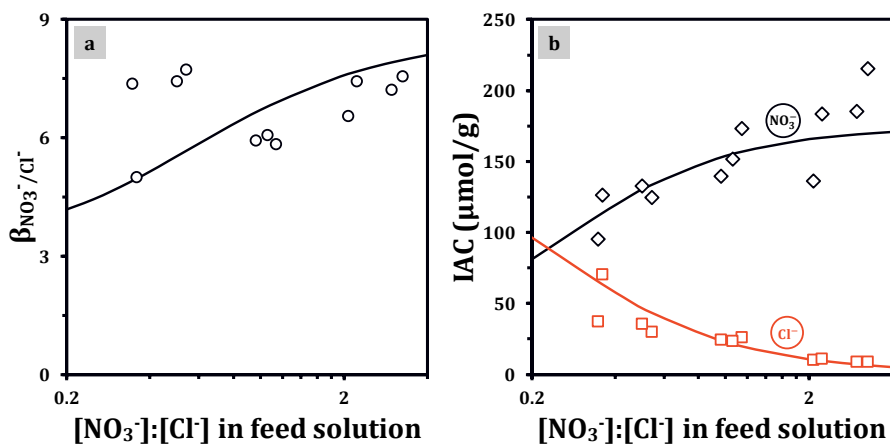 a
9
6
3
0
0.2
2
β_NO₃⁻/Cl⁻
[NO₃⁻]:[Cl⁻] in feed solution
b
250
200
150
100
50
0
0.2
2
IAC (μmol/g)
NO₃⁻
Cl⁻
[NO₃⁻]:[Cl⁻] in feed solution